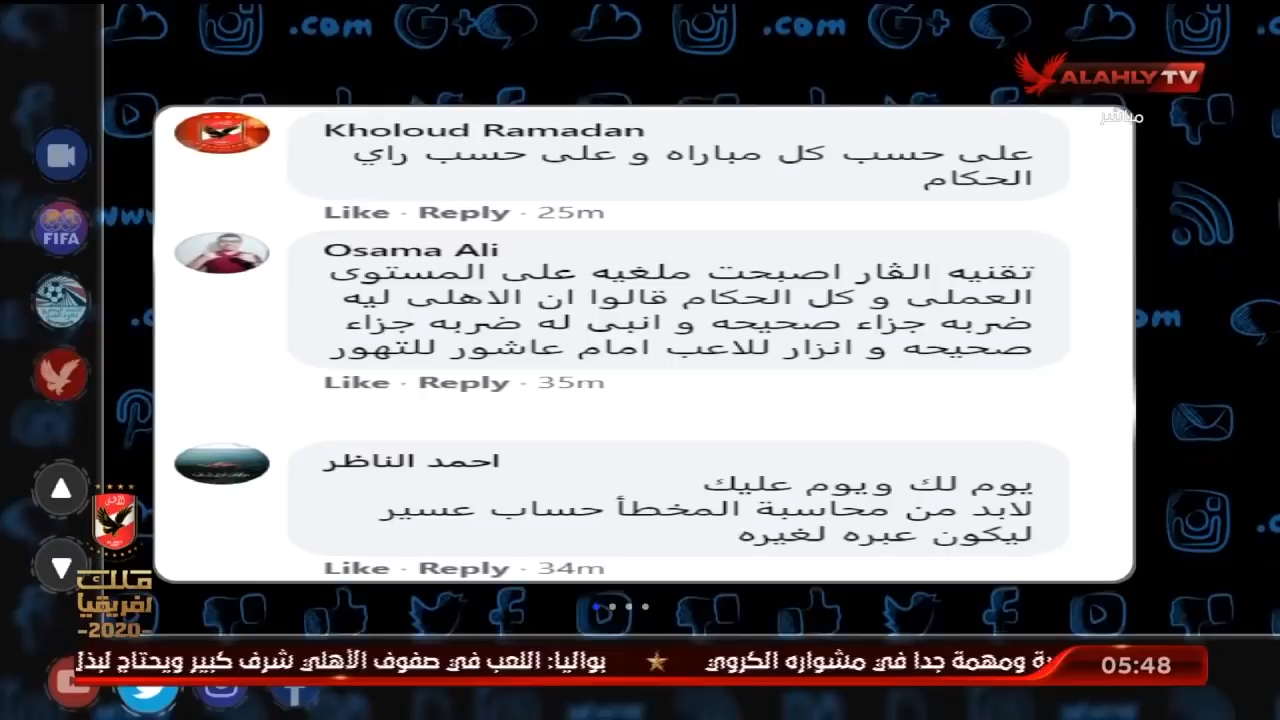 ALAHLY TV
مباشر
Kholoud Ramadan
على حسب كل مباراه و على حسب راي
الحكام
Like · Reply · 25m
Osama Ali
تقنيه الڤار اصبحت ملغيه على المستوى
العملى و كل الحكام قالوا ان الاهلى ليه
ضربه جزاء صحيحه و انبى له ضربه جزاء
صحيحه و انزار للاعب امام عاشور للتهور
Like · Reply · 35m
احمد الناظر
يوم لك ويوم عليك
لابد من محاسبة المخطأ حساب عسير
ليكون عبره لغيره
Like · Reply · 34m
FIFA
ملك
افريقيا
-2020-
ة ومهمة جدا في مشواره الكروي
بواليا: اللعب في صفوف الأهلي شرف كبير ويحتاج لبذل
05:48
.com
.com
www